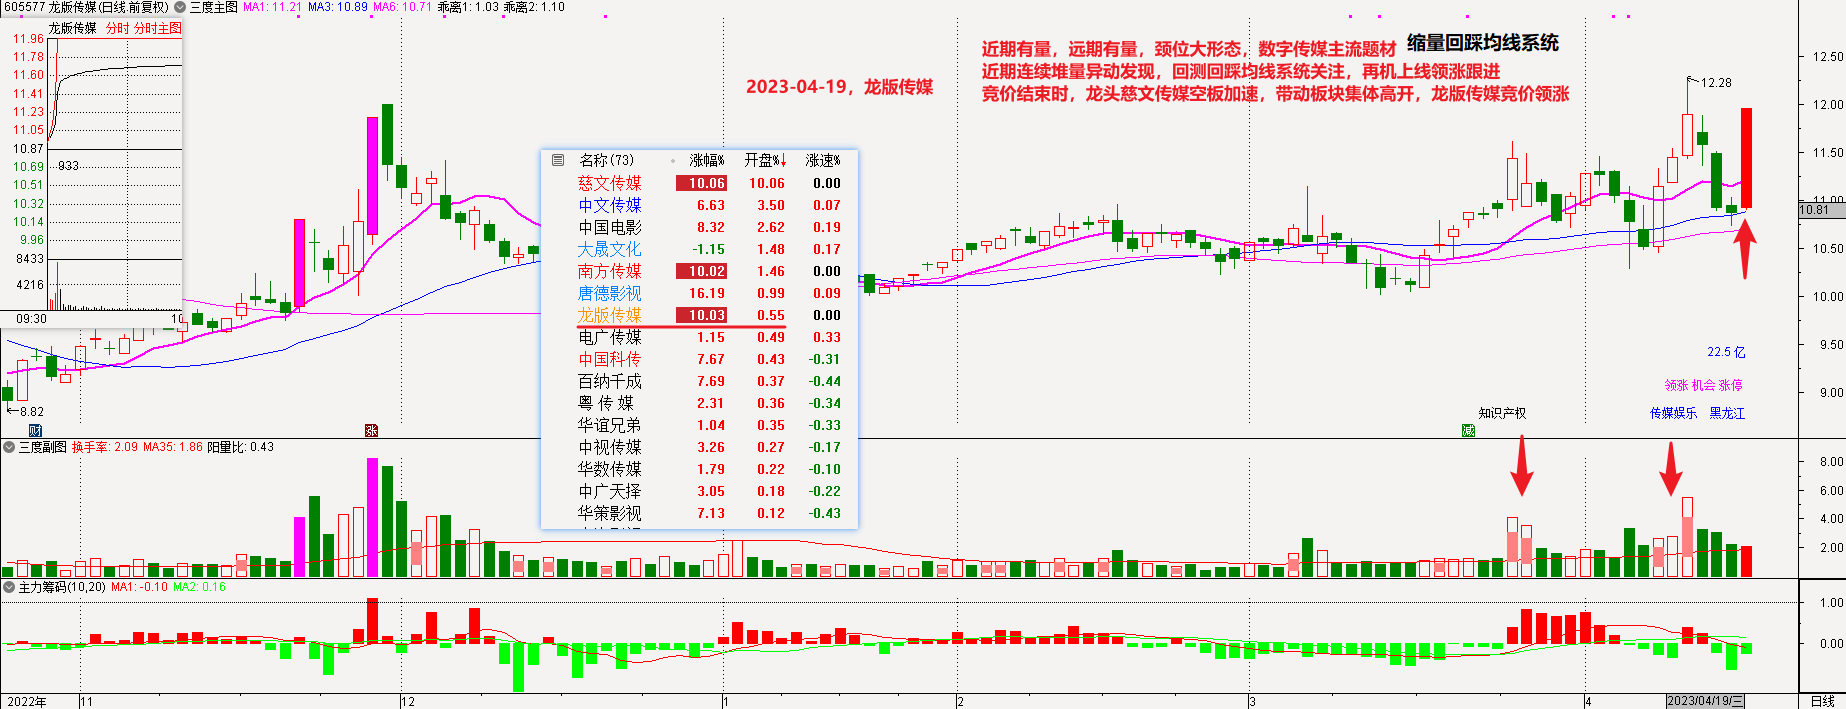 605577 龙版传媒(日线.前复权) 三度主图 MA1: 11.21 MA3: 10.89 MA6: 10.71 乖离1: 1.03 乖离2: 1.10
龙版传媒 分时 分时主图
11.96
11.78
11.60
11.41
11.23
11.05
10.87
10.69
10.51
10.32
10.14
9.96
8433
4216
933
09:30
10
近期有量，远期有量，颈位大形态，数字传媒主流题材 缩量回踩均线系统
近期连续堆量异动发现，回测回踩均线系统关注，再机上线领涨跟进
竞价结束时，龙头慈文传媒空板加速，带动板块集体高开，龙版传媒竞价领涨
2023-04-19，龙版传媒
名称(73) 涨幅% 开盘%↓ 涨速%
慈文传媒 10.06 10.06 0.00
中文传媒 6.63 3.50 0.07
中国电影 8.32 2.62 0.19
大晟文化 -1.15 1.48 0.17
南方传媒 10.02 1.46 0.00
唐德影视 16.19 0.99 0.09
龙版传媒 10.03 0.55 0.00
电广传媒 1.15 0.49 0.33
中国科传 7.67 0.43 -0.31
百纳千成 7.69 0.37 -0.44
粤 传 媒 2.31 0.36 -0.34
华谊兄弟 1.04 0.35 -0.33
中视传媒 3.26 0.27 -0.17
华数传媒 1.79 0.22 -0.10
中广天择 3.05 0.18 -0.22
华策影视 7.13 0.12 -0.43
12.28
12.50
12.00
11.50
11.00
10.81
10.50
10.00
9.50
9.00
22.5 亿
领涨 机会 涨停
知识产权
传媒娱乐 黑龙江
8.82
财
涨
减
三度副图 换手率: 2.09 MA35: 1.86 阳量比: 0.43
8.00
6.00
4.00
2.00
主力筹码(10,20) MA1: -0.10 MA2: 0.16
1.00
0.00
2022年 11 12 1 2 3 4 2023/04/19/三 日线